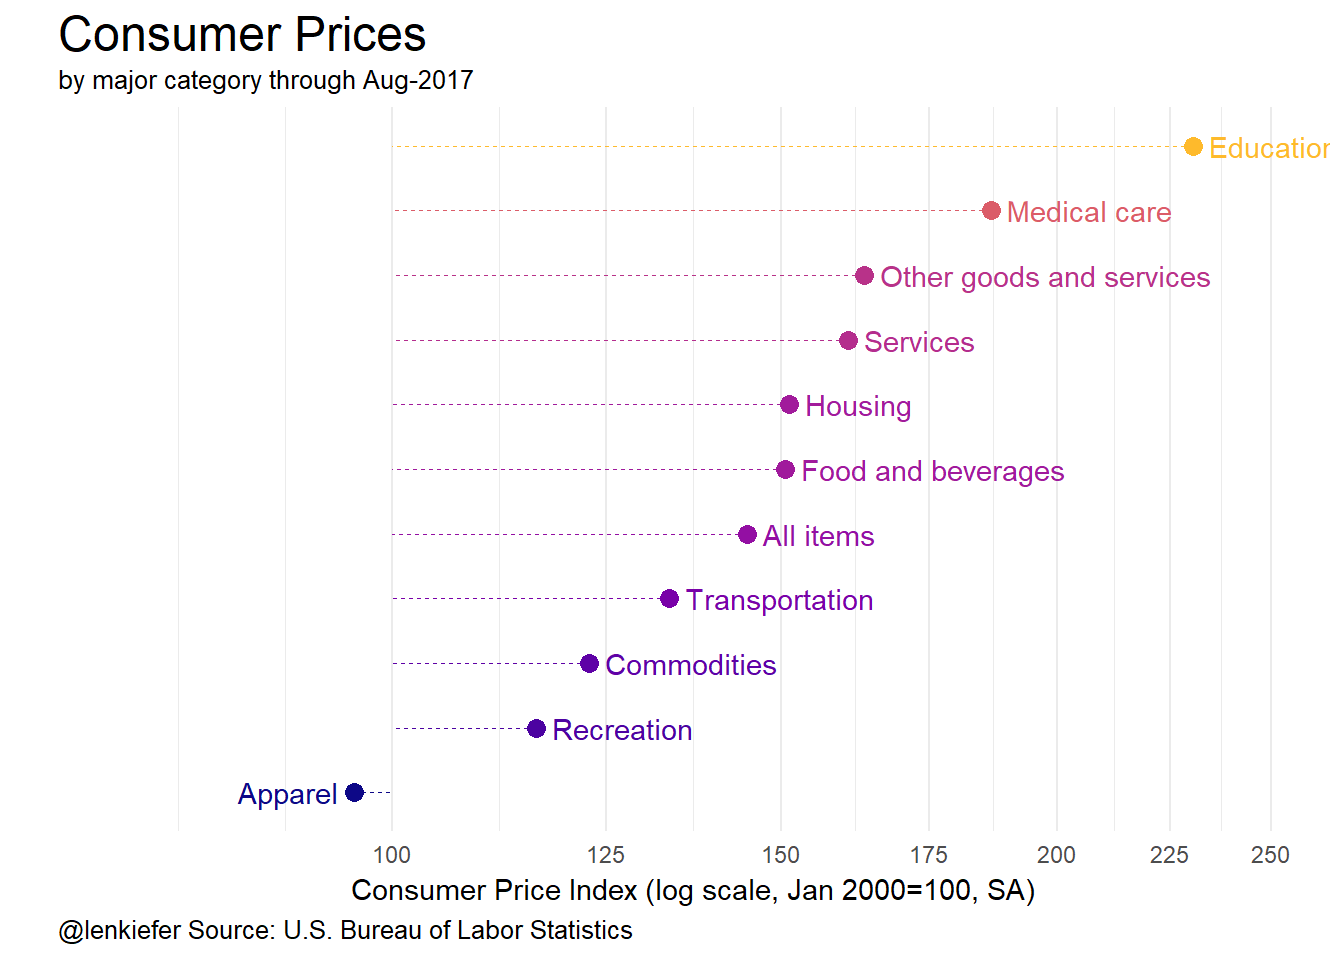 Consumer Prices
by major category through Aug-2017
Education
Medical care
Other goods and services
Services
Housing
Food and beverages
All items
Transportation
Commodities
Recreation
Apparel
100 125 150 175 200 225 250
Consumer Price Index (log scale, Jan 2000=100, SA)
@lenkiefer Source: U.S. Bureau of Labor Statistics